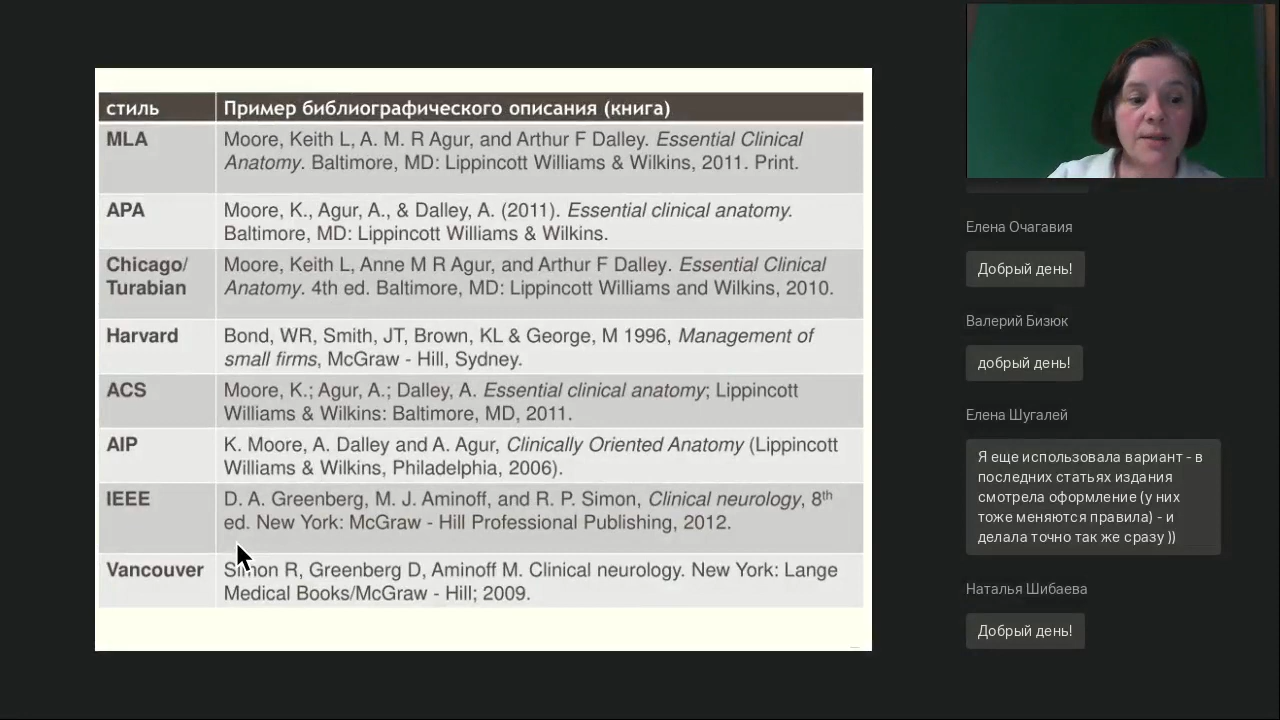 стиль Пример библиографического описания (книга)
MLA Moore, Keith L, A. M. R Agur, and Arthur F Dalley. Essential Clinical
Anatomy. Baltimore, MD: Lippincott Williams & Wilkins, 2011. Print.
APA Moore, K., Agur, A., & Dalley, A. (2011). Essential clinical anatomy.
Baltimore, MD: Lippincott Williams & Wilkins.
Chicago/ Moore, Keith L, Anne M R Agur, and Arthur F Dalley. Essential Clinical
Turabian Anatomy. 4th ed. Baltimore, MD: Lippincott Williams and Wilkins, 2010.
Harvard Bond, WR, Smith, JT, Brown, KL & George, M 1996, Management of
small firms, McGraw - Hill, Sydney.
ACS Moore, K.; Agur, A.; Dalley, A. Essential clinical anatomy; Lippincott
Williams & Wilkins: Baltimore, MD, 2011.
AIP K. Moore, A. Dalley and A. Agur, Clinically Oriented Anatomy (Lippincott
Williams & Wilkins, Philadelphia, 2006).
IEEE D. A. Greenberg, M. J. Aminoff, and R. P. Simon, Clinical neurology, 8th
ed. New York: McGraw - Hill Professional Publishing, 2012.
Vancouver Simon R, Greenberg D, Aminoff M. Clinical neurology. New York: Lange
Medical Books/McGraw - Hill; 2009.
Елена Очагавия
Добрый день!
Валерий Бизюк
добрый день!
Елена Шугалей
Я еще использовала вариант - в
последних статьях издания
смотрела оформление (у них
тоже меняются правила) - и
делала точно так же сразу ))
Наталья Шибаева
Добрый день!